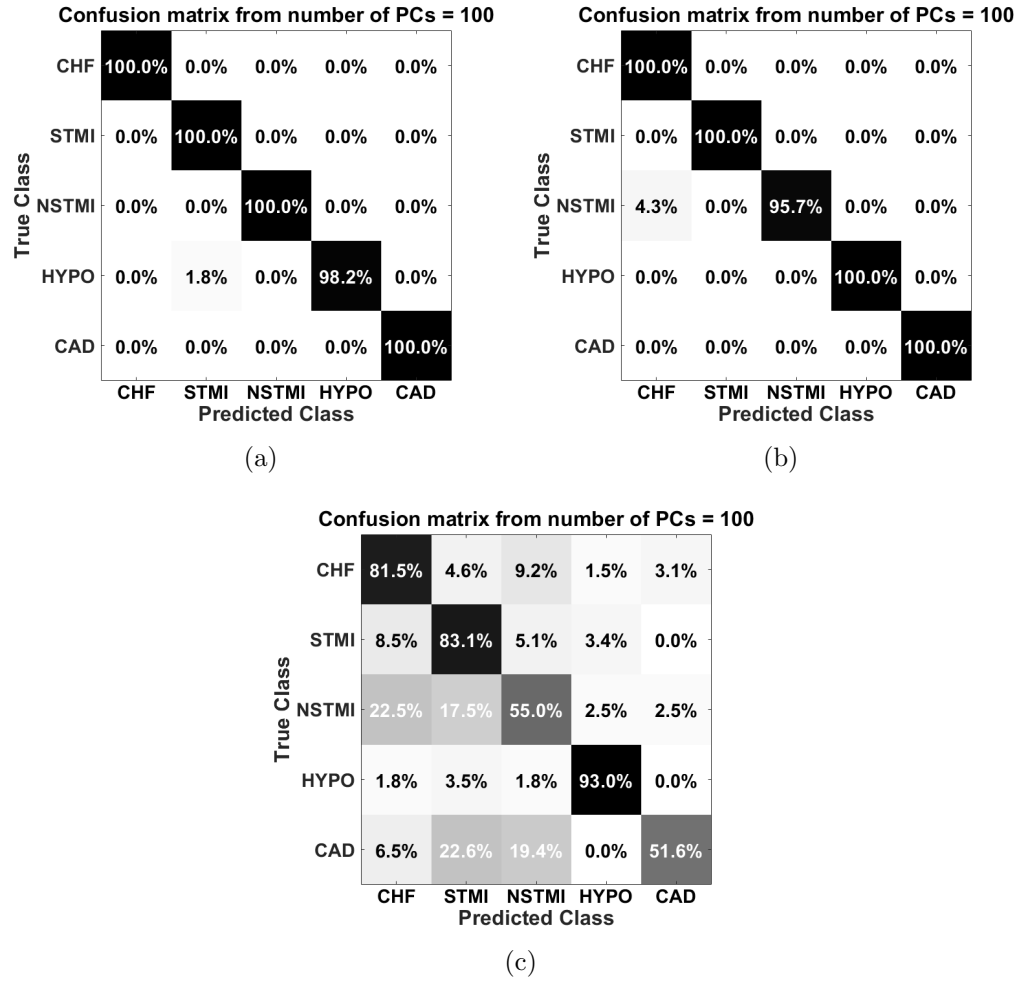 Confusion matrix from number of PCs = 100
True Class
CHF 100.0% 0.0% 0.0% 0.0% 0.0%
STMI 0.0% 100.0% 0.0% 0.0% 0.0%
NSTMI 0.0% 0.0% 100.0% 0.0% 0.0%
HYPO 0.0% 1.8% 0.0% 98.2% 0.0%
CAD 0.0% 0.0% 0.0% 0.0% 100.0%
CHF STMI NSTMI HYPO CAD
Predicted Class
(a)
Confusion matrix from number of PCs = 100
True Class
CHF 100.0% 0.0% 0.0% 0.0% 0.0%
STMI 0.0% 100.0% 0.0% 0.0% 0.0%
NSTMI 4.3% 0.0% 95.7% 0.0% 0.0%
HYPO 0.0% 0.0% 0.0% 100.0% 0.0%
CAD 0.0% 0.0% 0.0% 0.0% 100.0%
CHF STMI NSTMI HYPO CAD
Predicted Class
(b)
Confusion matrix from number of PCs = 100
True Class
CHF 81.5% 4.6% 9.2% 1.5% 3.1%
STMI 8.5% 83.1% 5.1% 3.4% 0.0%
NSTMI 22.5% 17.5% 55.0% 2.5% 2.5%
HYPO 1.8% 3.5% 1.8% 93.0% 0.0%
CAD 6.5% 22.6% 19.4% 0.0% 51.6%
CHF STMI NSTMI HYPO CAD
Predicted Class
(c)